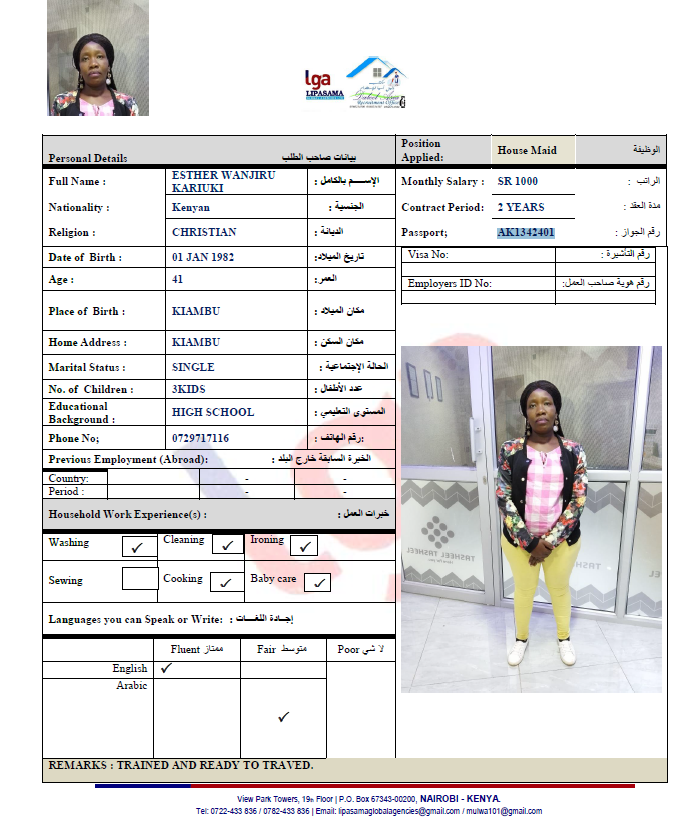 lga
LIPASAMA
Personal Details بيانات صاحب الطلب
Position Applied: House Maid الوظيفة
Full Name : ESTHER WANJIRU KARIUKI الإســـم بالكامل :
Monthly Salary : SR 1000 الراتب :
Nationality : Kenyan الجنسية :
Contract Period: 2 YEARS مدة العقد :
Religion : CHRISTIAN الديانة :
Passport; AK1342401 رقم الجواز :
Date of Birth : 01 JAN 1982 تاريخ الميلاد:
Visa No: رقم التأشيرة :
Age : 41 العمر:
Employers ID No: رقم هوية صاحب العمل:
Place of Birth : KIAMBU مكان الميلاد :
Home Address : KIAMBU مكان السكن :
Marital Status : SINGLE الحالة الإجتماعية :
No. of Children : 3KIDS عدد الأطفال :
Educational Background : HIGH SCHOOL المستوي التعليمي :
Phone No; 0729717116 رقم الهاتف :
Previous Employment (Abroad): الخبرة السابقة خارج البلد :
Country: - -
Period : - -
Household Work Experience(s) : خبرات العمل :
Washing ✓ Cleaning ✓ Ironing ✓
Sewing Cooking ✓ Baby care ✓
Languages you can Speak or Write: إجـادة اللغــات :
Fluent ممتاز Fair متوسط Poor لا شي
English ✓
Arabic ✓
TASHEEL TASHEEL
REMARKS : TRAINED AND READY TO TRAVED.
View Park Towers, 19th Floor | P.O. Box 67343-00200, NAIROBI - KENYA.
Tel: 0722-433 836 / 0782-433 836 | Email: lipasamaglobalagencies@gmail.com / mulwa101@gmail.com